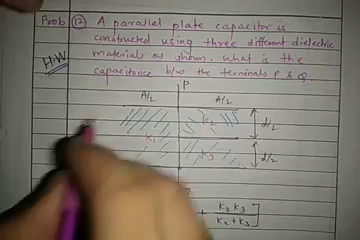 Prob (12) A parallel plate capacitor is
constructed using three different dielectric
H.W materials as shown. What is the
capacitance b/w the terminals P & Q.
P
A/2 A/2
K2 d/2
K1
K3 d/2
+ K2 K3
K2 + K3 ]